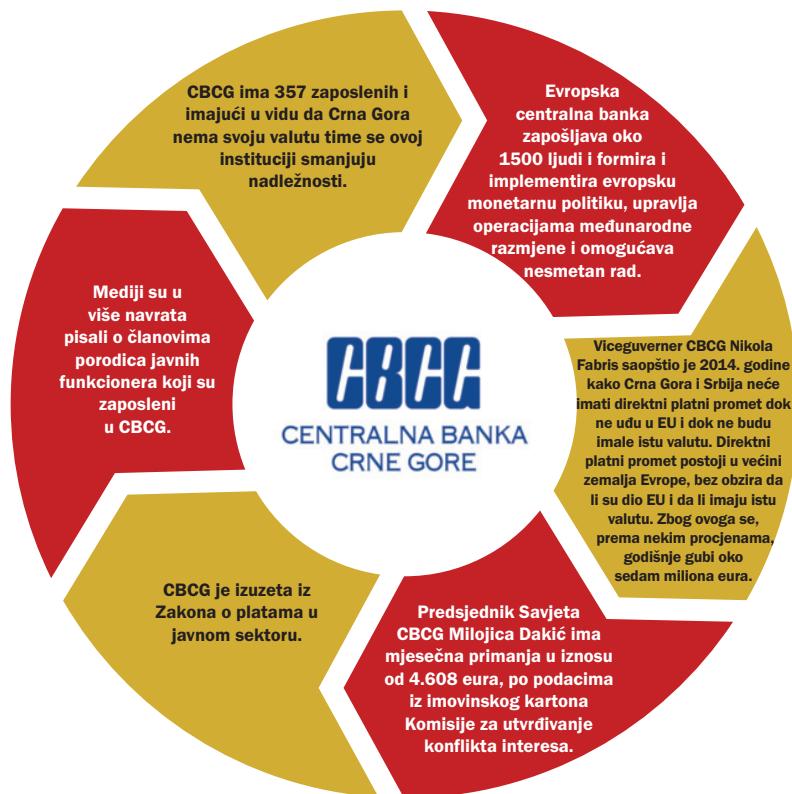 CBCG ima 357 zaposlenih i
imajući u vidu da Crna Gora
nema svoju valutu time se ovoj
instituciji smanjuju
nadležnosti.
Evropska
centralna banka
zapošljava oko
1500 ljudi i formira i
implementira evropsku
monetarnu politiku, upravlja
operacijama međunarodne
razmjene i omogućava
nesmetan rad.
Viceguverner CBCG Nikola
Fabris saopštio je 2014. godine
kako Crna Gora i Srbija neće
imati direktni platni promet dok
ne uđu u EU i dok ne budu
imale istu valutu. Direktni
platni promet postoji u većini
zemalja Evrope, bez obzira da
li su dio EU i da li imaju istu
valutu. Zbog ovoga se,
prema nekim procjenama,
godišnje gubi oko
sedam miliona eura.
Predsjednik Savjeta
CBCG Milojica Dakić ima
mjesečna primanja u iznosu
od 4.608 eura, po podacima
iz imovinskog kartona
Komisije za utvrđivanje
konflikta interesa.
CBCG je izuzeta iz
Zakona o platama u
javnom sektoru.
Mediji su u
više navrata
pisali o članovima
porodica javnih
funkcionera koji su
zaposleni
u CBCG.
CBCG
CENTRALNA BANKA
CRNE GORE